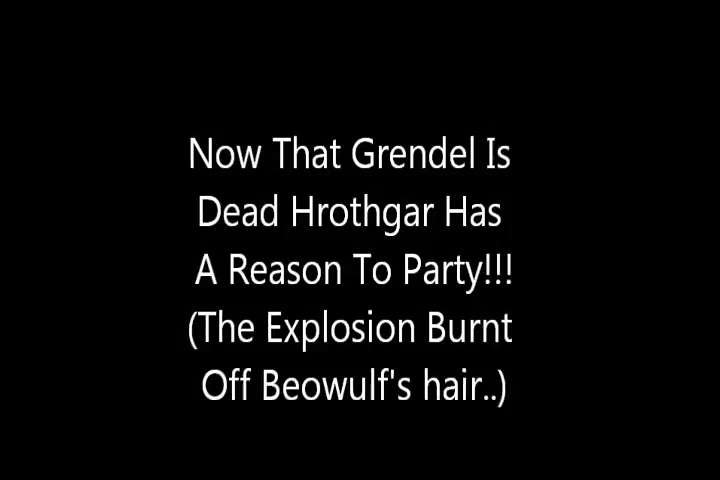 Now That Grendel Is
Dead Hrothgar Has
A Reason To Party!!!
(The Explosion Burnt
Off Beowulf's hair..)